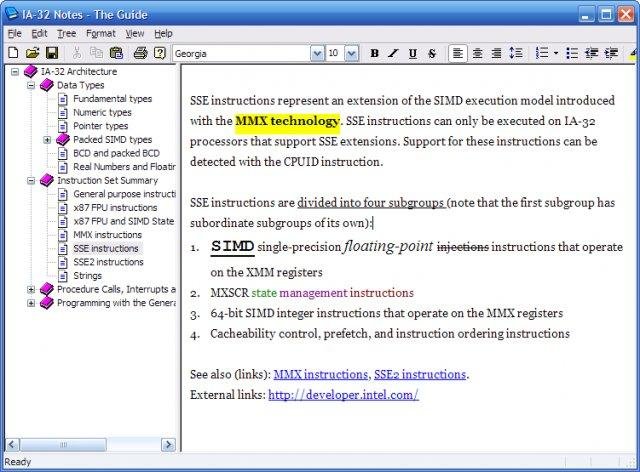 IA-32 Notes - The Guide
File Edit Tree Format View Help
Georgia 10 B I U S
IA-32 Architecture
Data Types
Fundamental types
Numeric types
Pointer types
Packed SIMD types
BCD and packed BCD
Real Numbers and Floatin
Instruction Set Summary
General purpose instructi
x87 FPU instructions
x87 FPU and SIMD State
MMX instructions
SSE instructions
SSE2 instructions
Strings
Procedure Calls, Interrupts a
Programming with the Genera
SSE instructions represent an extension of the SIMD execution model introduced
with the MMX technology. SSE instructions can only be executed on IA-32
processors that support SSE extensions. Support for these instructions can be
detected with the CPUID instruction.
SSE instructions are divided into four subgroups (note that the first subgroup has
subordinate subgroups of its own):
1. SIMD single-precision floating-point injections instructions that operate
on the XMM registers
2. MXSCR state management instructions
3. 64-bit SIMD integer instructions that operate on the MMX registers
4. Cacheability control, prefetch, and instruction ordering instructions
See also (links): MMX instructions, SSE2 instructions.
External links: http://developer.intel.com/
Ready